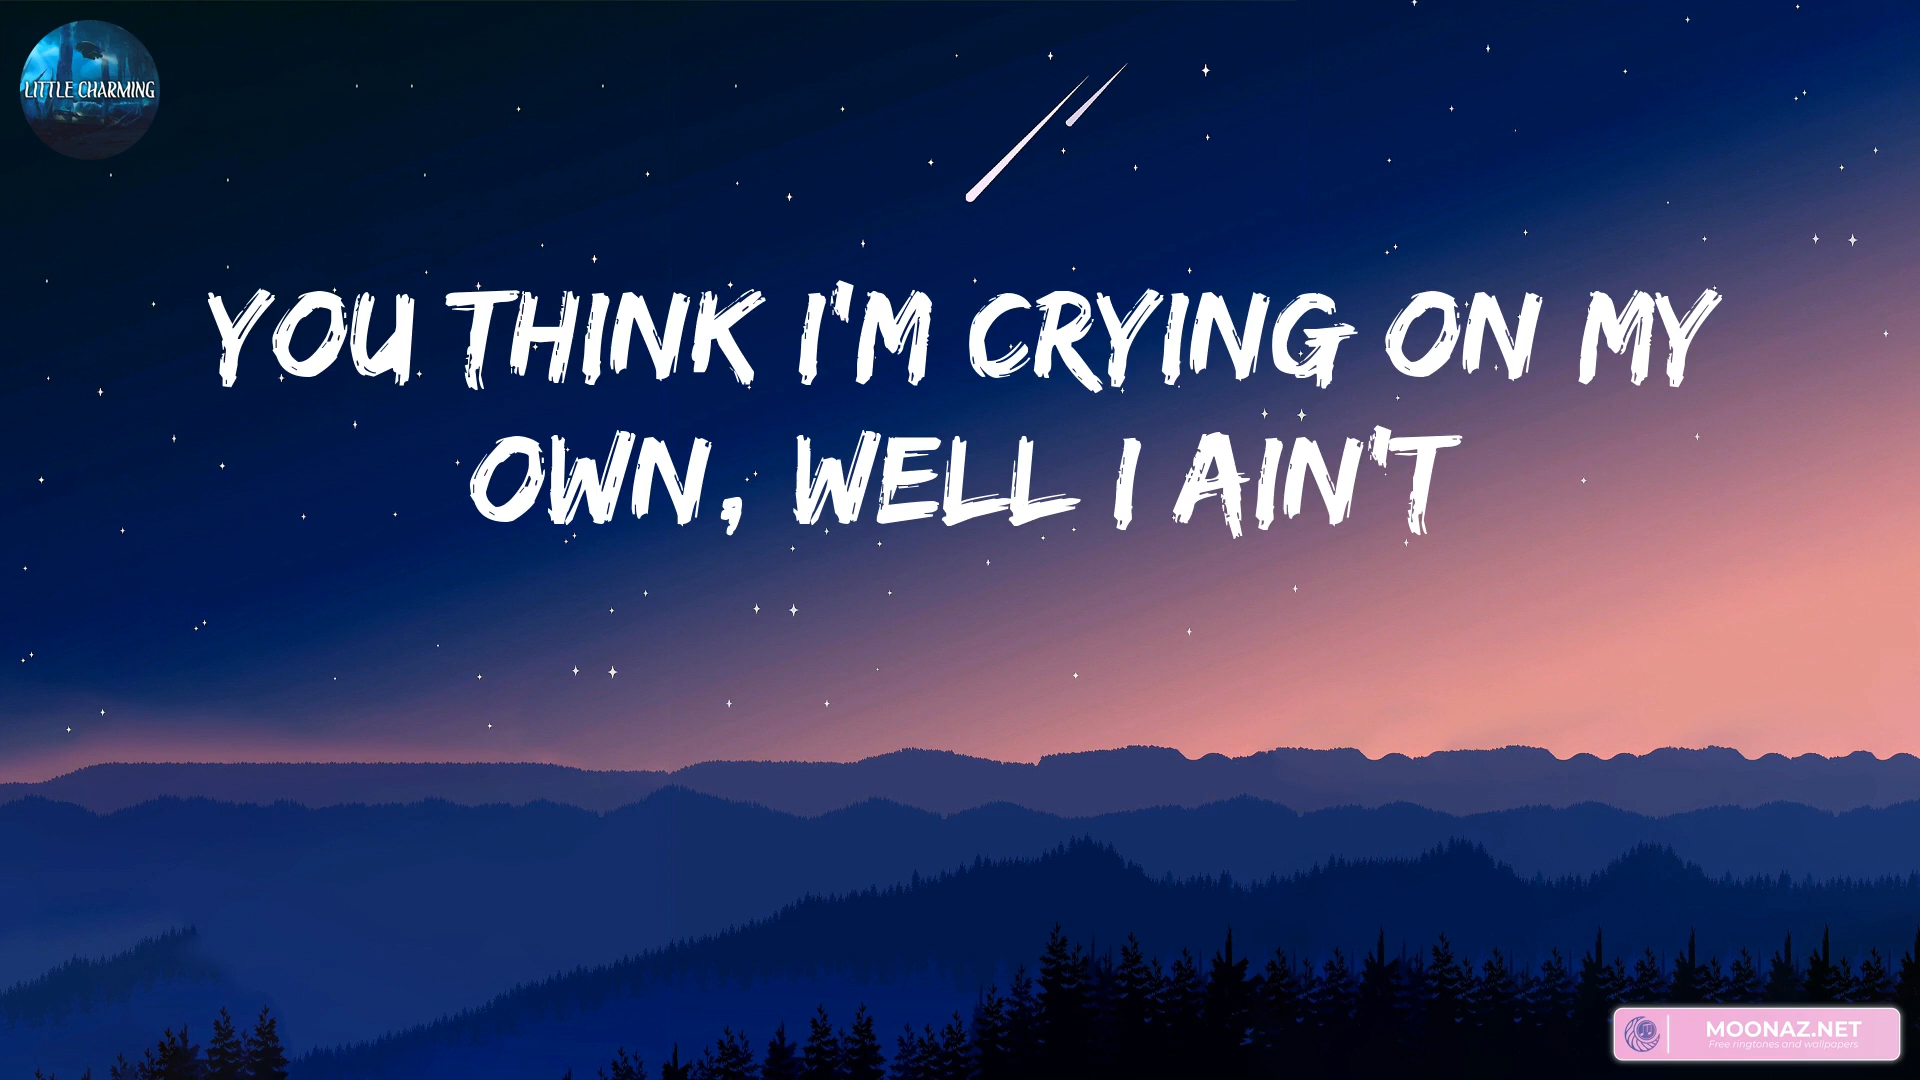 LITTLE CHARMING
YOU THINK I'M CRYING ON MY
OWN, WELL I AIN'T
MOONAZ.NET
Free ringtones and wallpapers